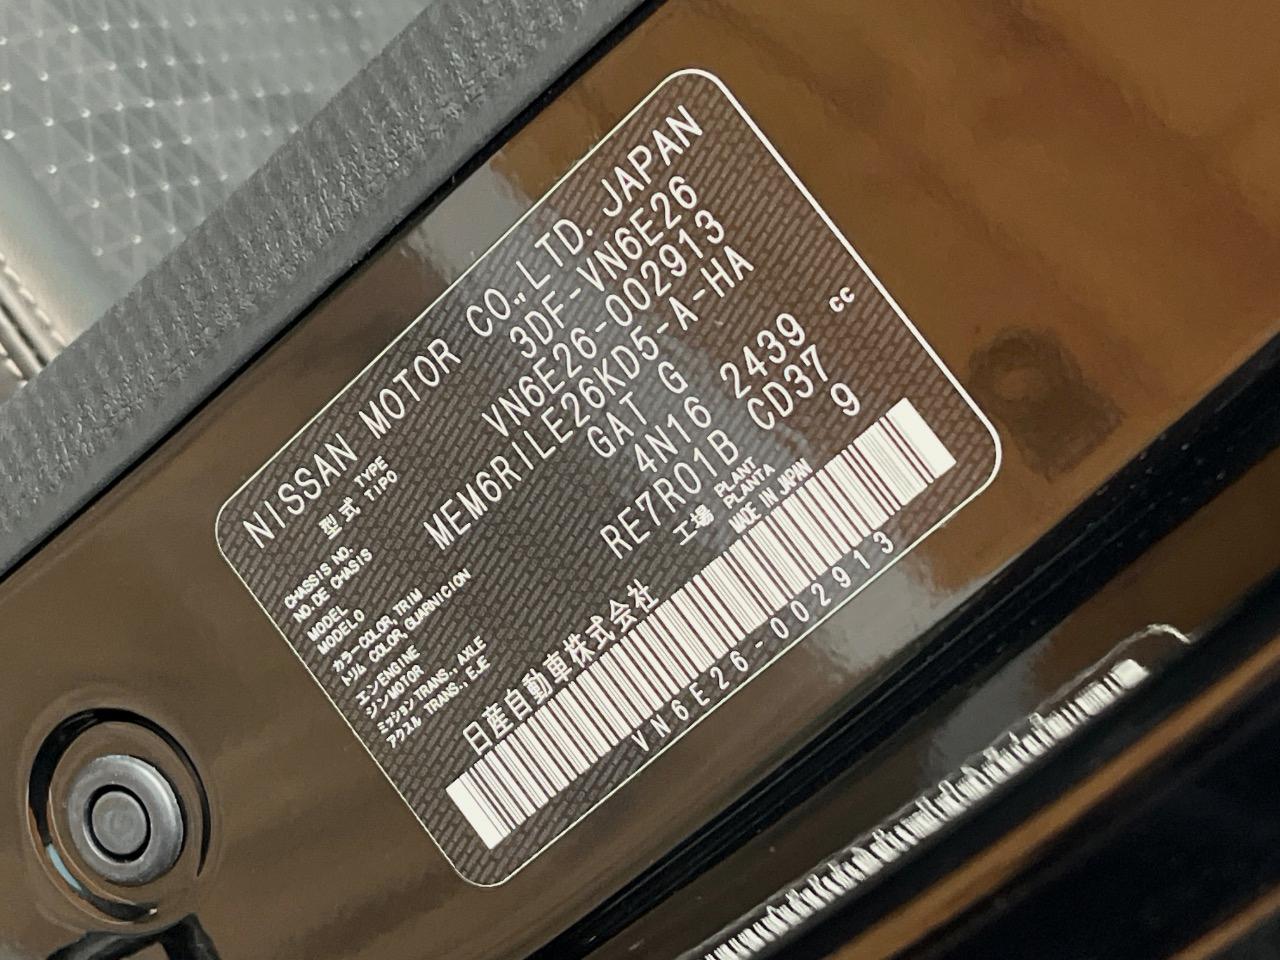 NISSAN MOTOR CO.,LTD. JAPAN
型式 TYPE TIPO 3DF-VN6E26
CHASSIS NO. NO. DE CHASIS VN6E26-002913
MODEL MODELO MEM6RILE26KD5-A-HA
カラー COLOR, TRIM トリム COLOR, GUARNICION GAT G
エンジン ENGINE MOTOR 4N16 2439 cc
ミッション TRANS., AXLE アクスル TRANS., EJE RE7R01B CD37
工場 PLANT PLANTA 9
日産自動車株式会社 MADE IN JAPAN
VN6E26-002913